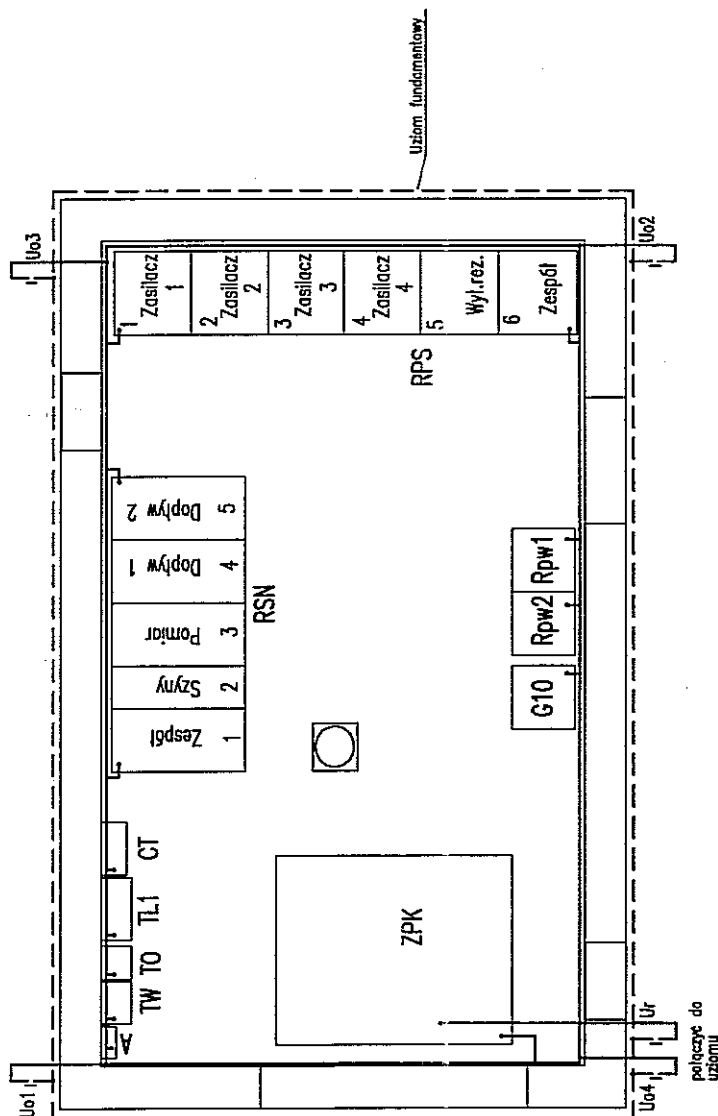 Uziom fundamentowy
Uo3
Uo2
1
Zasilacz
1
2
Zasilacz
2
3
Zasilacz
3
4
Zasilacz
4
5
Wył.rez.
6
Zespół
RPS
Dopływ 2
5
Dopływ 1
4
Pomiar
3
Szyny
2
Zespół
1
RSN
Rpw1
Rpw2
G10
CT
TL1
TO
TW
A
ZPK
Uo1
Uo4
Ur
połączyc do
uziomu